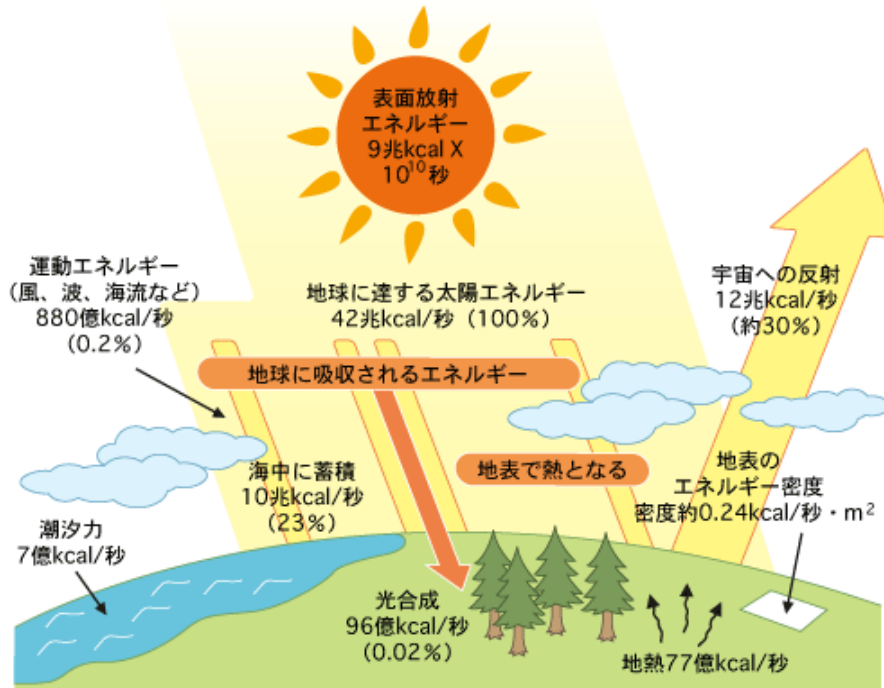 表面放射
エネルギー
9兆kcal X
10¹⁰秒
運動エネルギー
(風、波、海流など)
880億kcal/秒
(0.2%)
地球に達する太陽エネルギー
42兆kcal/秒(100%)
宇宙への反射
12兆kcal/秒
(約30%)
地球に吸収されるエネルギー
海中に蓄積
10兆kcal/秒
(23%)
地表で熱となる
地表の
エネルギー密度
密度約0.24kcal/秒・m²
潮汐力
7億kcal/秒
光合成
96億kcal/秒
(0.02%)
地熱77億kcal/秒